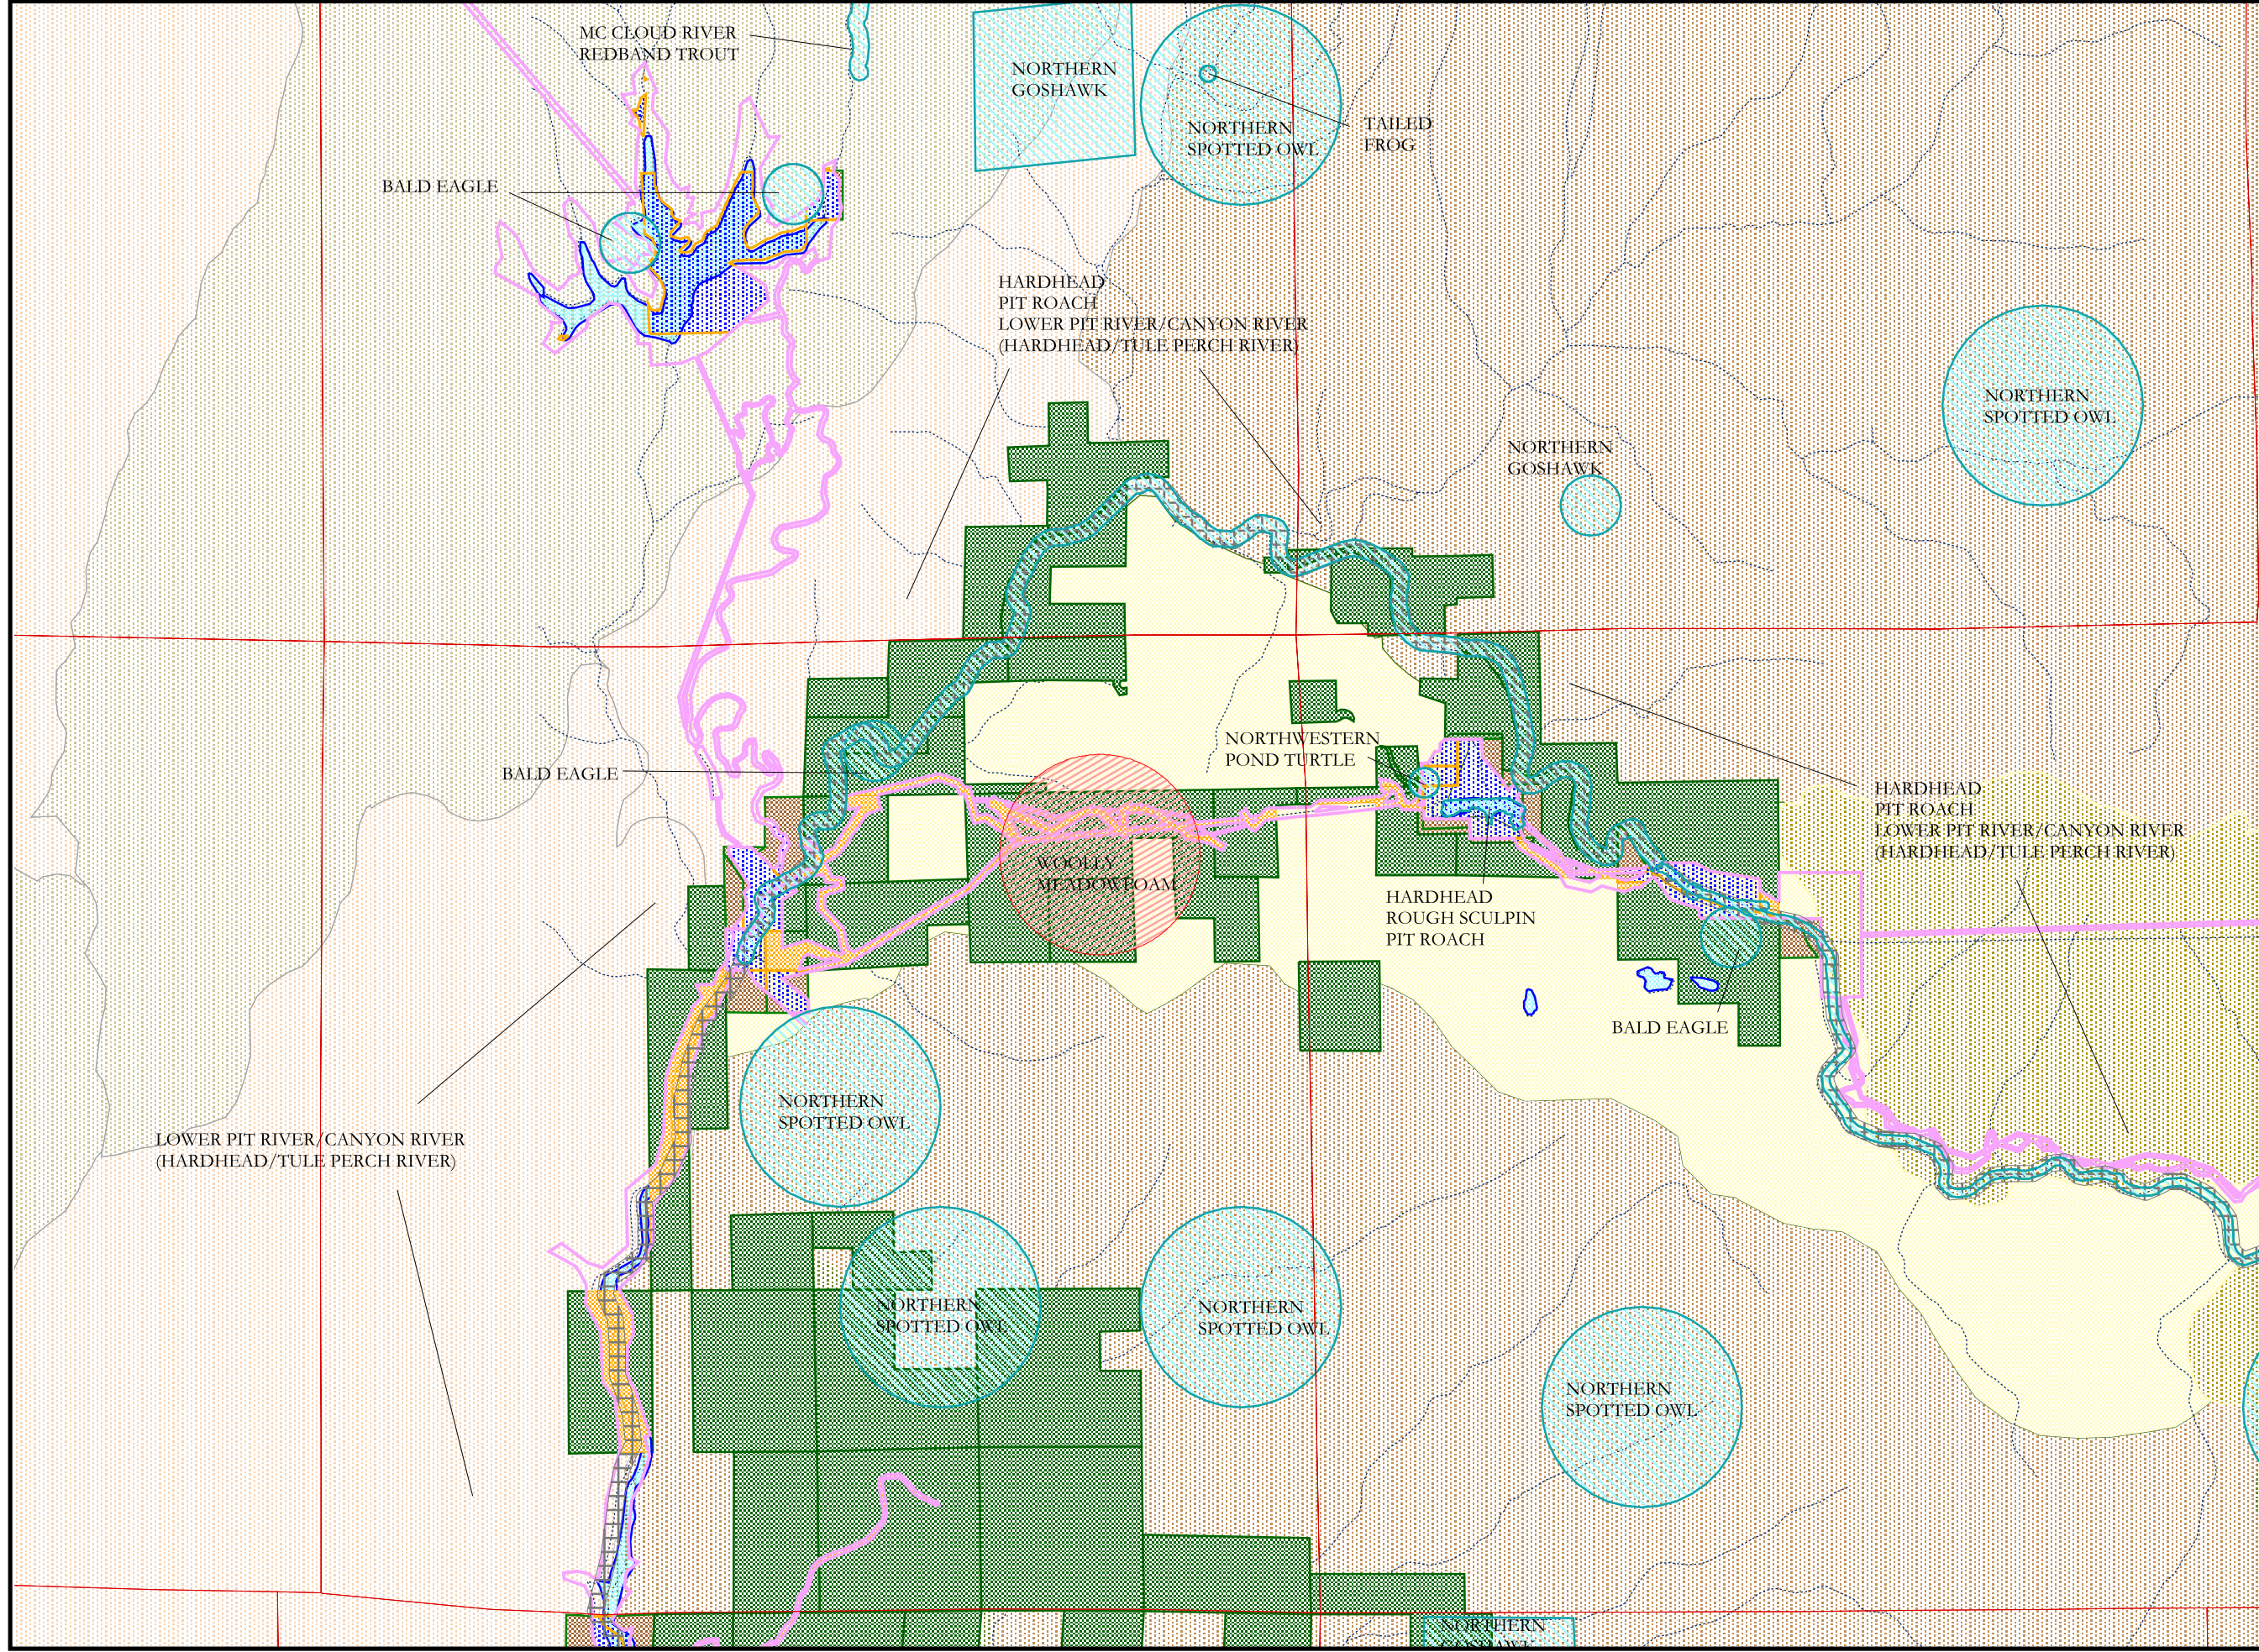 MC CLOUD RIVER
REDBAND TROUT
NORTHERN
GOSHAWK
NORTHERN
SPOTTED OWL
TAILED
FROG
BALD EAGLE
HARDHEAD
PIT ROACH
LOWER PIT RIVER/CANYON RIVER
(HARDHEAD/TULE PERCH RIVER)
NORTHERN
SPOTTED OWL
NORTHERN
GOSHAWK
NORTHWESTERN
POND TURTLE
BALD EAGLE
HARDHEAD
PIT ROACH
LOWER PIT RIVER/CANYON RIVER
(HARDHEAD/TULE PERCH RIVER)
WOOLLY
MEADOWFOAM
HARDHEAD
ROUGH SCULPIN
PIT ROACH
BALD EAGLE
NORTHERN
SPOTTED OWL
LOWER PIT RIVER/CANYON RIVER
(HARDHEAD/TULE PERCH RIVER)
NORTHERN
SPOTTED OWL
NORTHERN
SPOTTED OWL
NORTHERN
SPOTTED OWL
NORTHERN
GOSHAWK